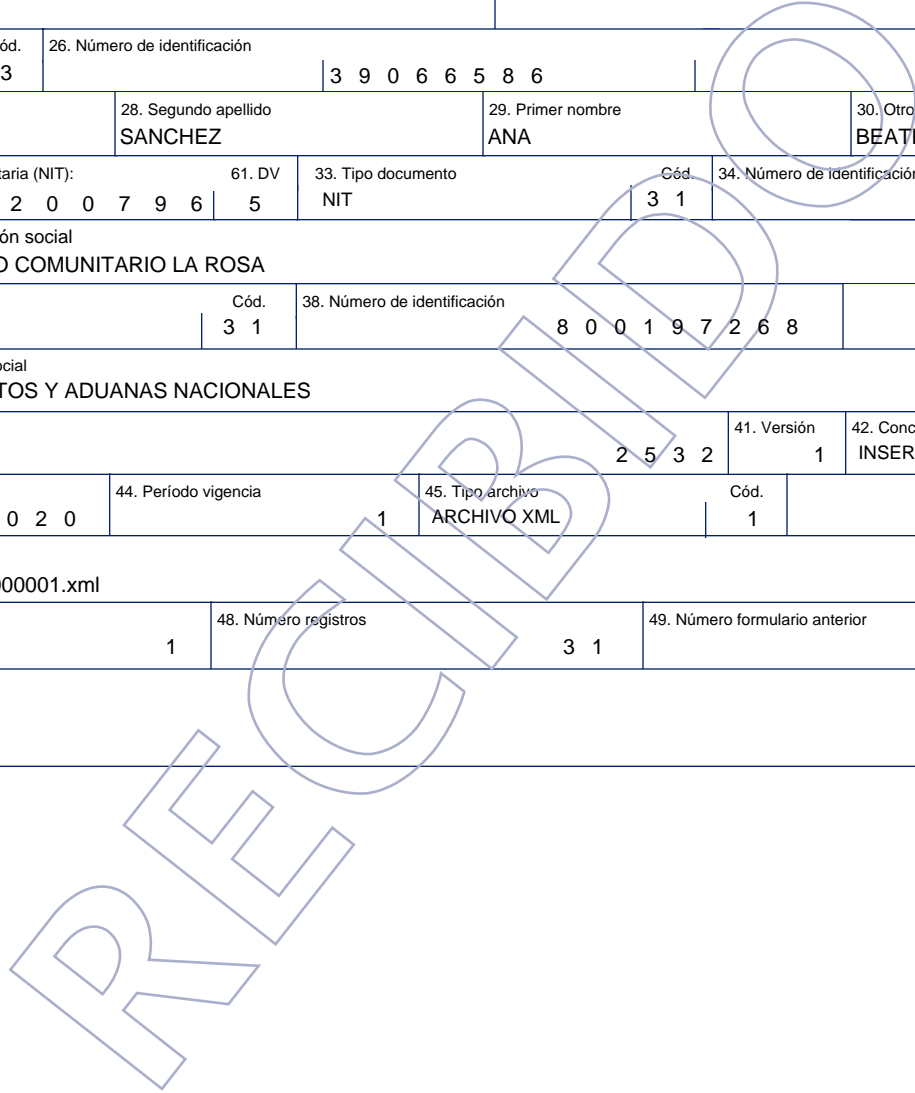 ód. 26. Número de identificación
3 3 9 0 6 6 5 8 6
28. Segundo apellido 29. Primer nombre 30. Otro
SANCHEZ ANA BEAT
taria (NIT): 61. DV 33. Tipo documento Cód. 34. Número de identificación
2 0 0 7 9 6 5 NIT 3 1
ón social
O COMUNITARIO LA ROSA
Cód. 38. Número de identificación
3 1 8 0 0 1 9 7 2 6 8
ocial
TOS Y ADUANAS NACIONALES
41. Versión 42. Conc
2 5 3 2 1 INSER
44. Período vigencia 45. Tipo archivo Cód.
0 2 0 1 ARCHIVO XML 1
000001.xml
48. Número registros 49. Número formulario anterior
1 3 1
RECIBIDO